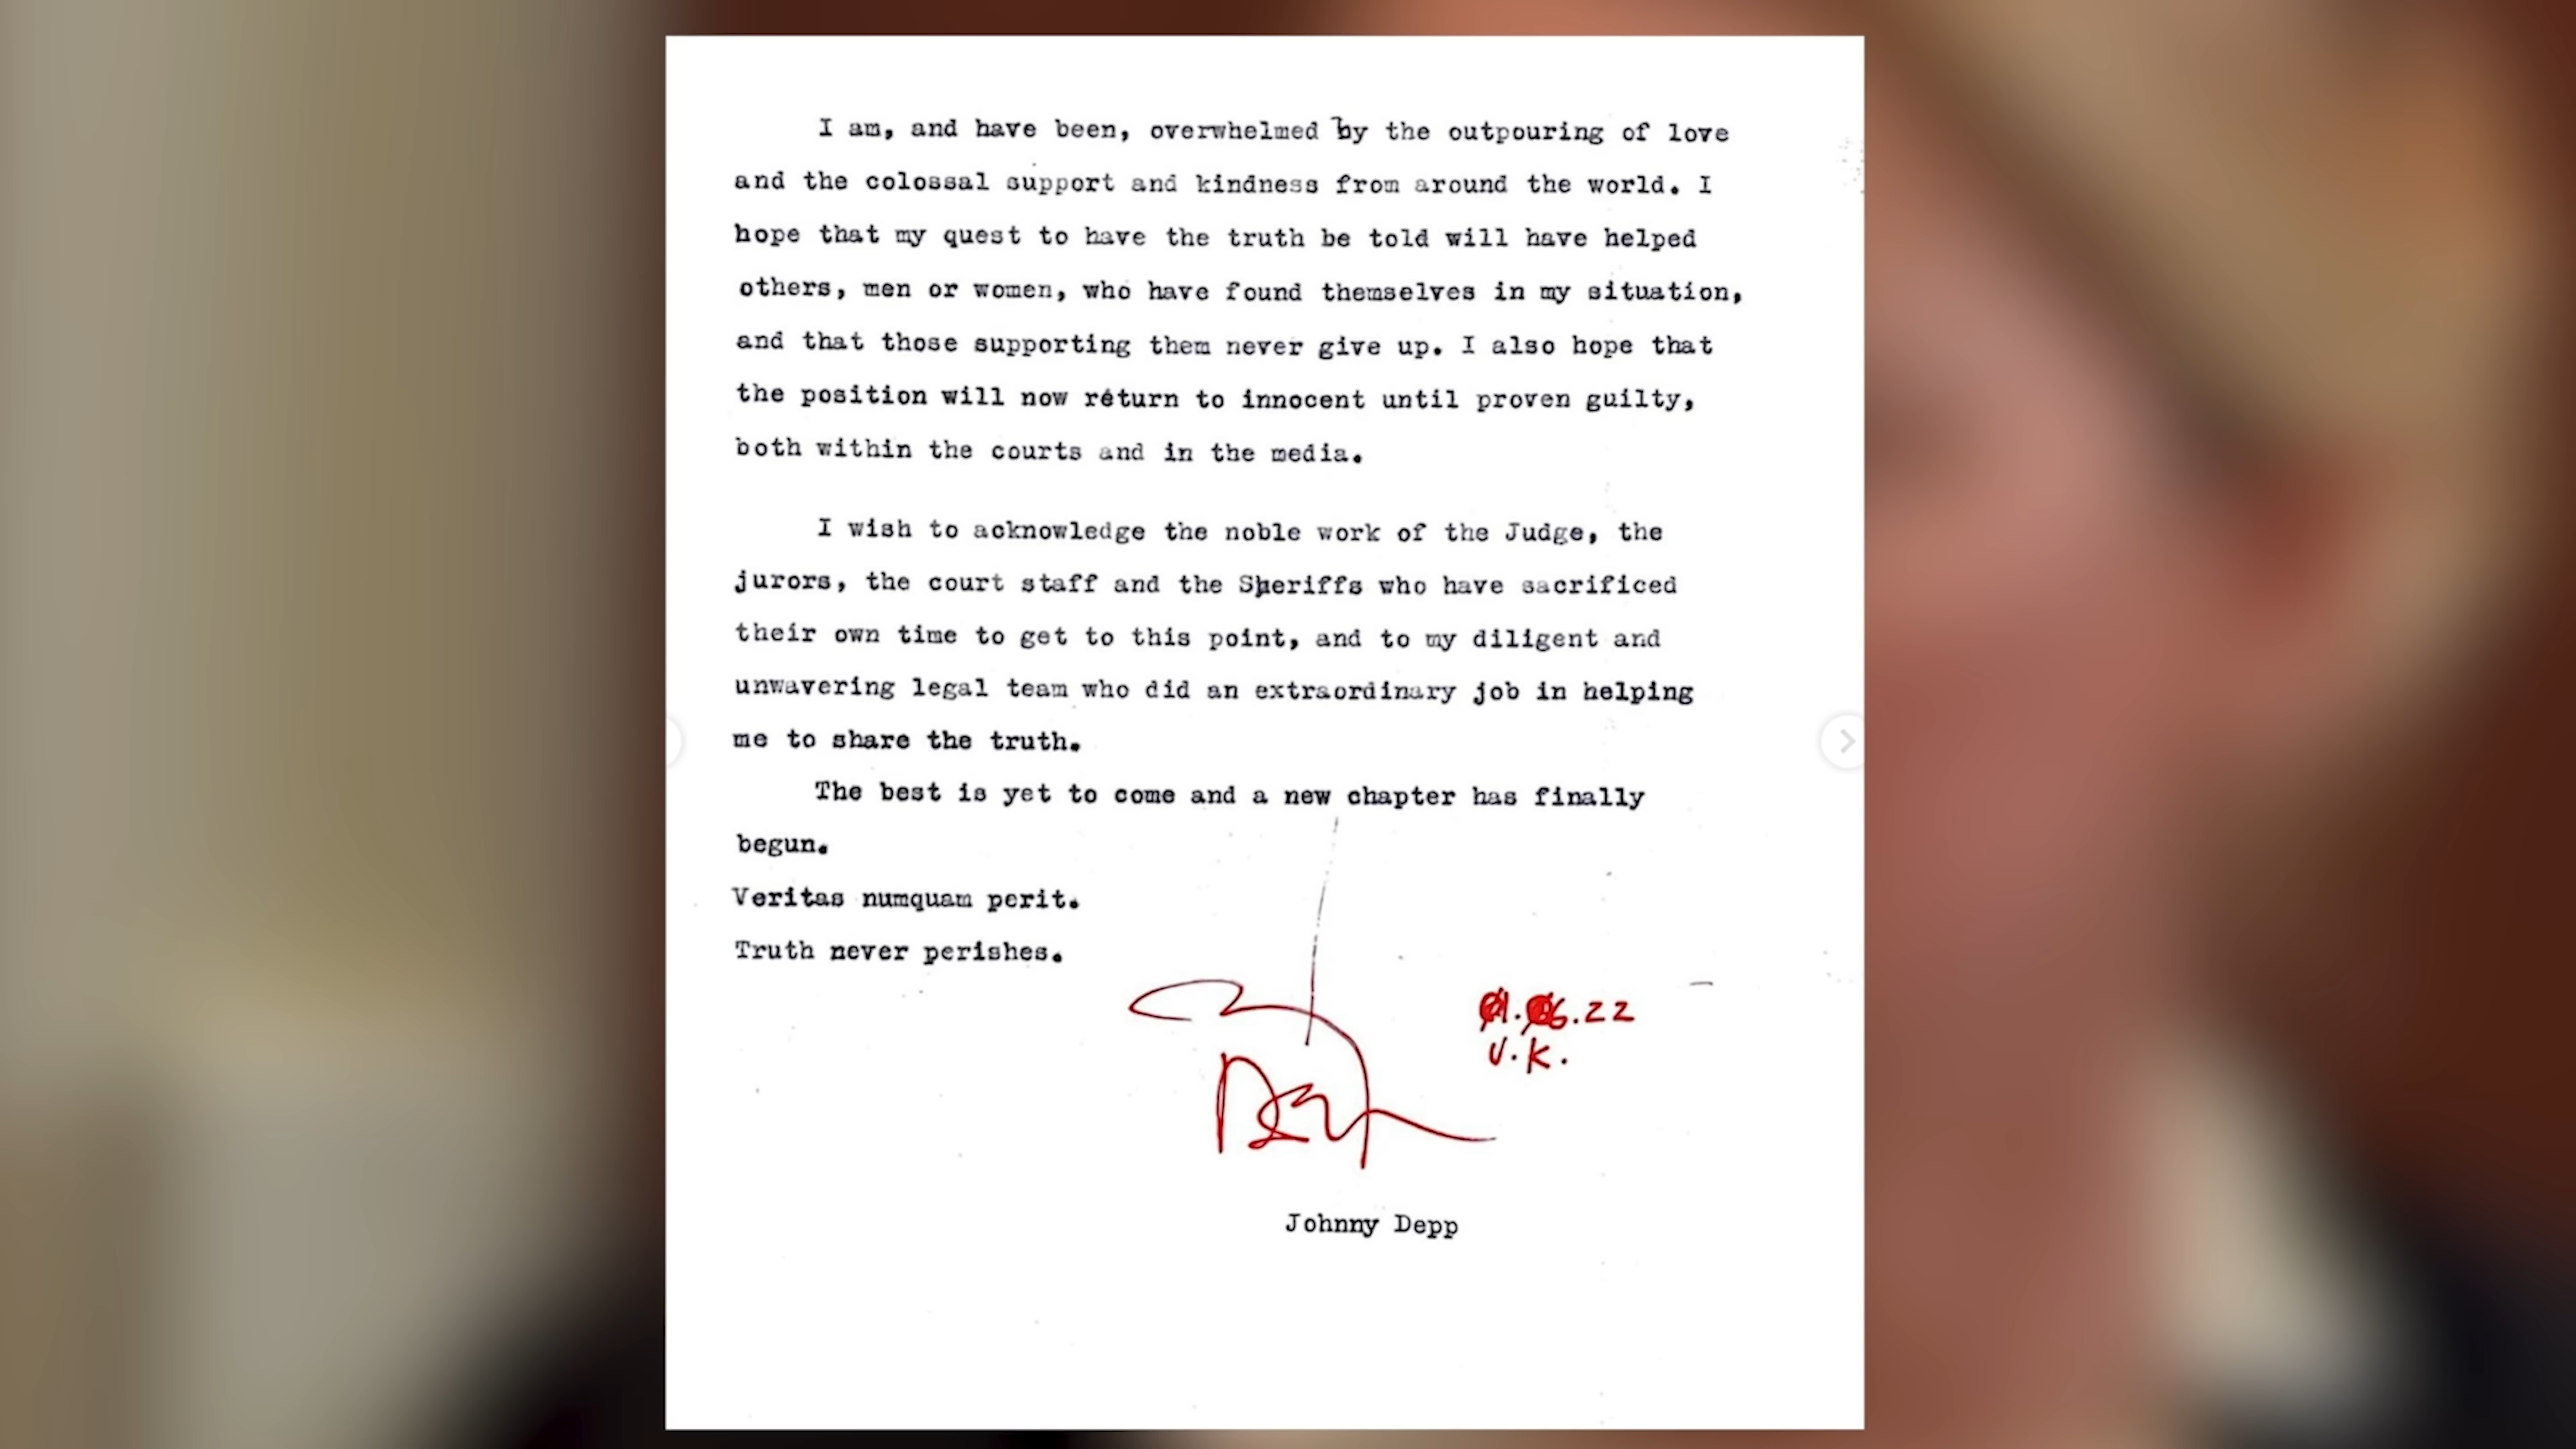 I am, and have been, overwhelmed by the outpouring of love
and the colossal support and kindness from around the world. I
hope that my quest to have the truth be told will have helped
others, men or women, who have found themselves in my situation,
and that those supporting them never give up. I also hope that
the position will now return to innocent until proven guilty,
both within the courts and in the media.
I wish to acknowledge the noble work of the Judge, the
jurors, the court staff and the Sheriffs who have sacrificed
their own time to get to this point, and to my diligent and
unwavering legal team who did an extraordinary job in helping
me to share the truth.
The best is yet to come and a new chapter has finally
begun.
Veritas numquam perit.
Truth never perishes.
01.06.22
U.K.
Depp
Johnny Depp